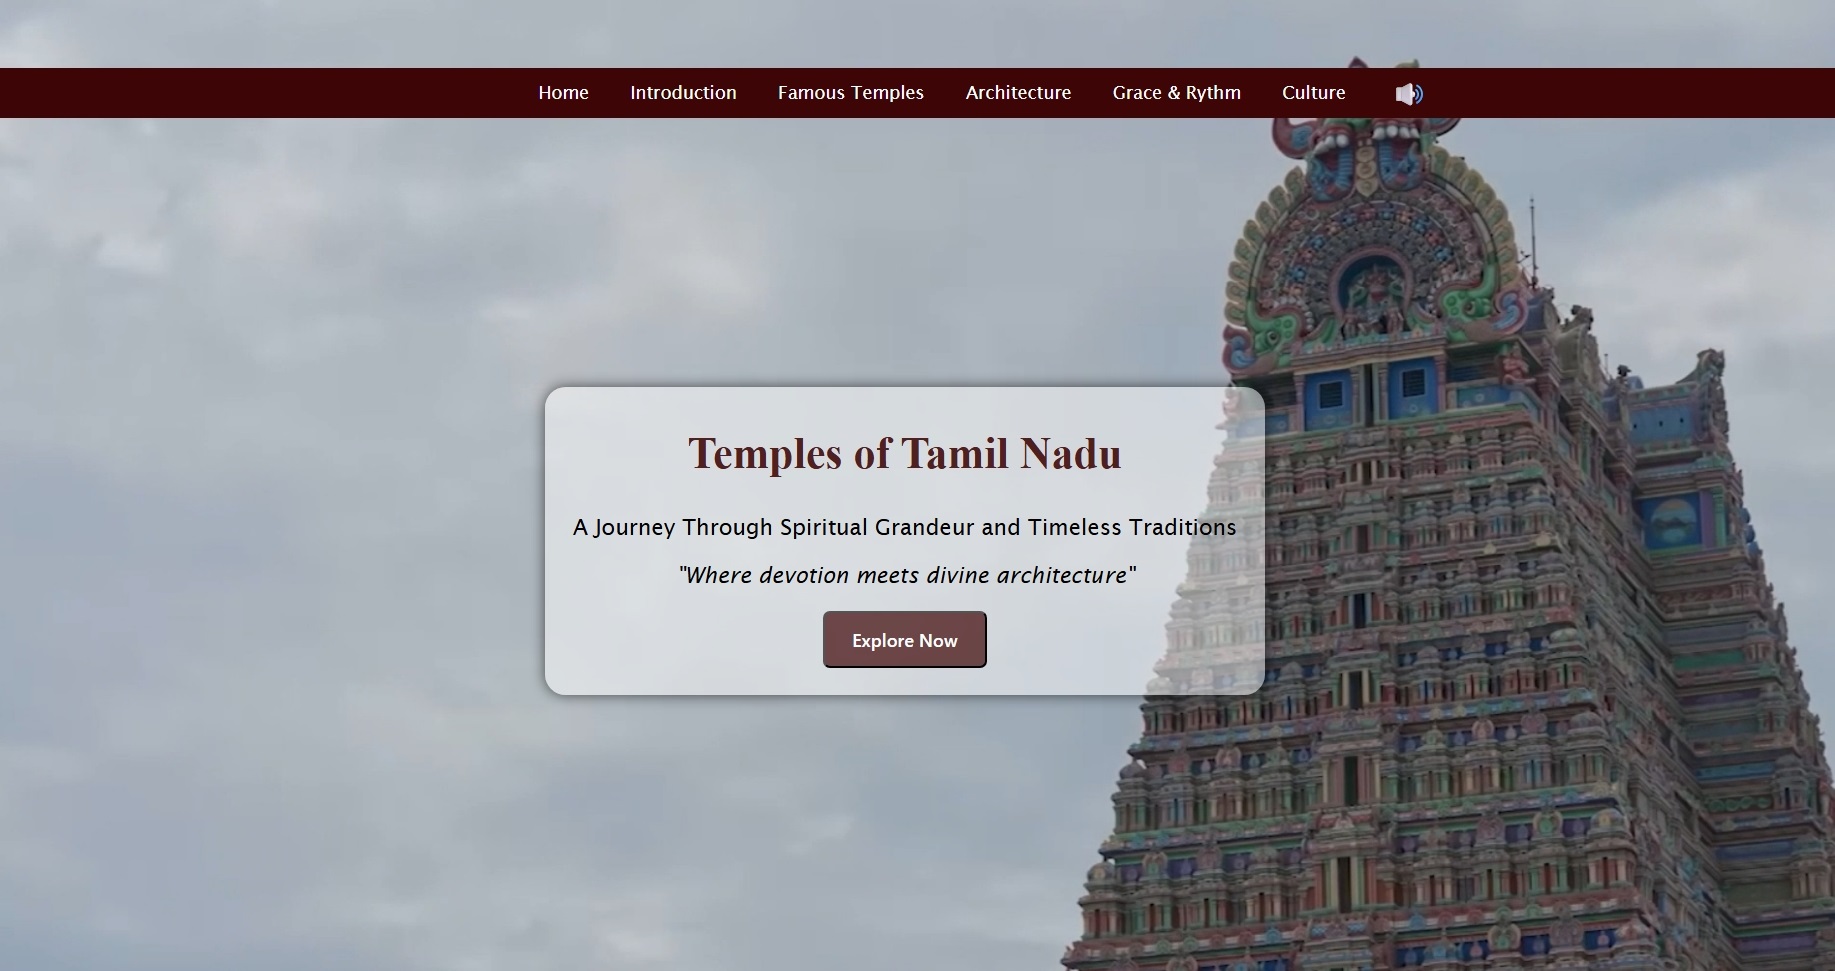 Home Introduction Famous Temples Architecture Grace & Rythm Culture
Temples of Tamil Nadu
A Journey Through Spiritual Grandeur and Timeless Traditions
"Where devotion meets divine architecture"
Explore Now